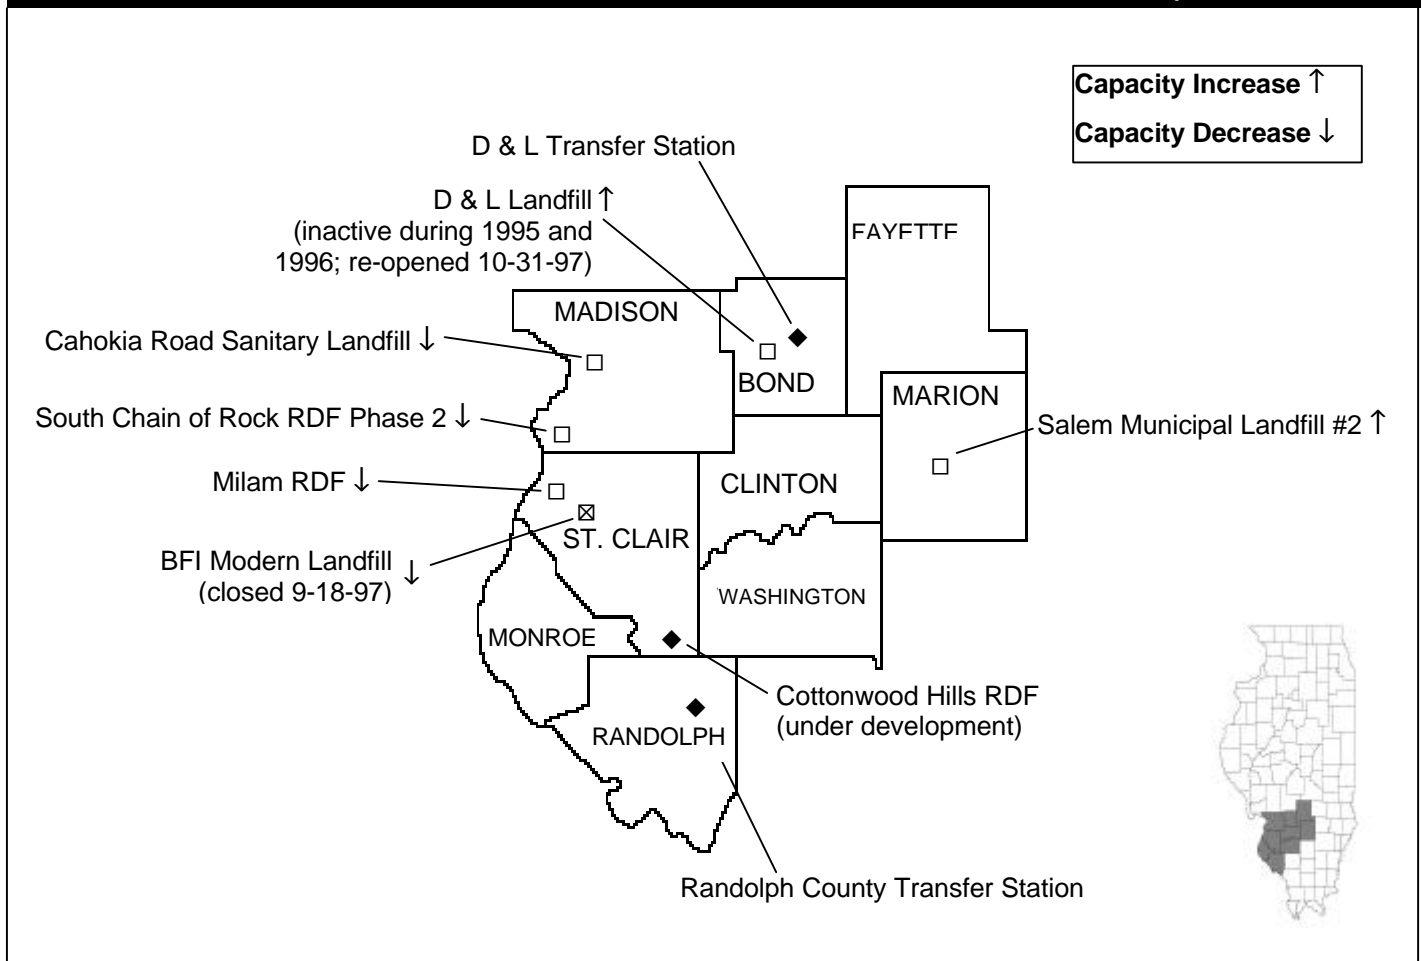 Capacity Increase ↑
Capacity Decrease ↓
D & L Transfer Station
D & L Landfill ↑
(inactive during 1995 and
1996; re-opened 10-31-97)
FAYETTE
MADISON
Cahokia Road Sanitary Landfill ↓
BOND
MARION
South Chain of Rock RDF Phase 2 ↓
Salem Municipal Landfill #2 ↑
Milam RDF ↓
CLINTON
ST. CLAIR
BFI Modern Landfill ↓
(closed 9-18-97)
WASHINGTON
MONROE
Cottonwood Hills RDF
(under development)
RANDOLPH
Randolph County Transfer Station